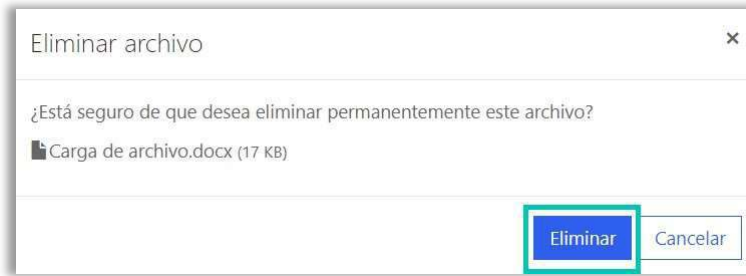 Eliminar archivo
×
¿Está seguro de que desea eliminar permanentemente este archivo?
Carga de archivo.docx (17 KB)
Eliminar Cancelar